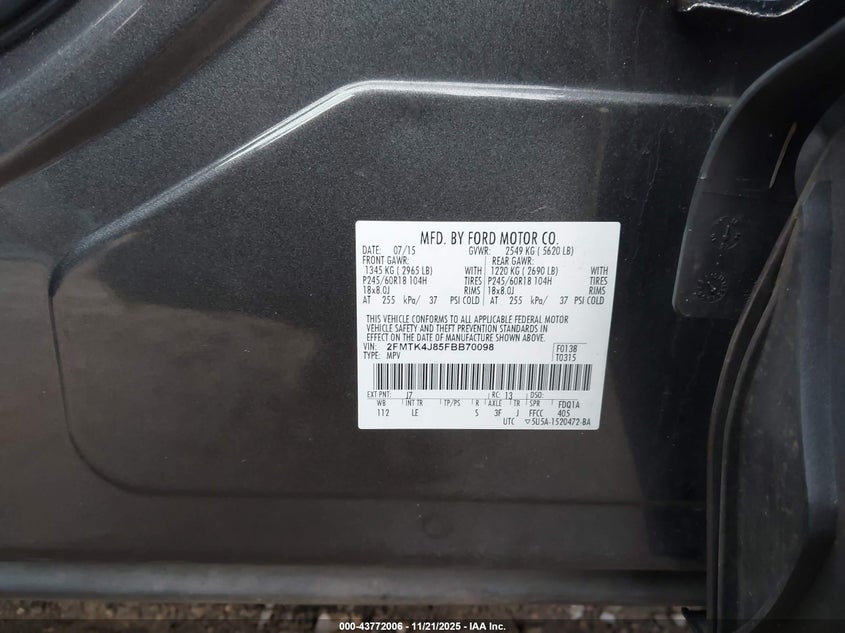 MFD. BY FORD MOTOR CO.
DATE: 07/15 GVWR: 2549 KG ( 5620 LB)
FRONT GAWR: REAR GAWR:
1345 KG ( 2965 LB) WITH 1220 KG ( 2690 LB) WITH
P245/60R18 104H TIRES P245/60R18 104H TIRES
18x8.0J RIMS 18x8.0J RIMS
AT 255 kPa/ 37 PSI COLD AT 255 kPa/ 37 PSI COLD
THIS VEHICLE CONFORMS TO ALL APPLICABLE FEDERAL MOTOR
VEHICLE SAFETY AND THEFT PREVENTION STANDARDS IN
EFFECT ON THE DATE OF MANUFACTURE SHOWN ABOVE.
VIN: 2FMTK4J85FBB70098 F0138
TYPE: MPV T0315
EXT PNT: J7 RC: 13 DSO:
WB INT TR TP/PS R AXLE TR SPR FDQ1A
112 LE S 3F J FFCC 405
UTC ▽5U5A-1520472-BA
000-43772006 - 11/21/2025 - IAA Inc.